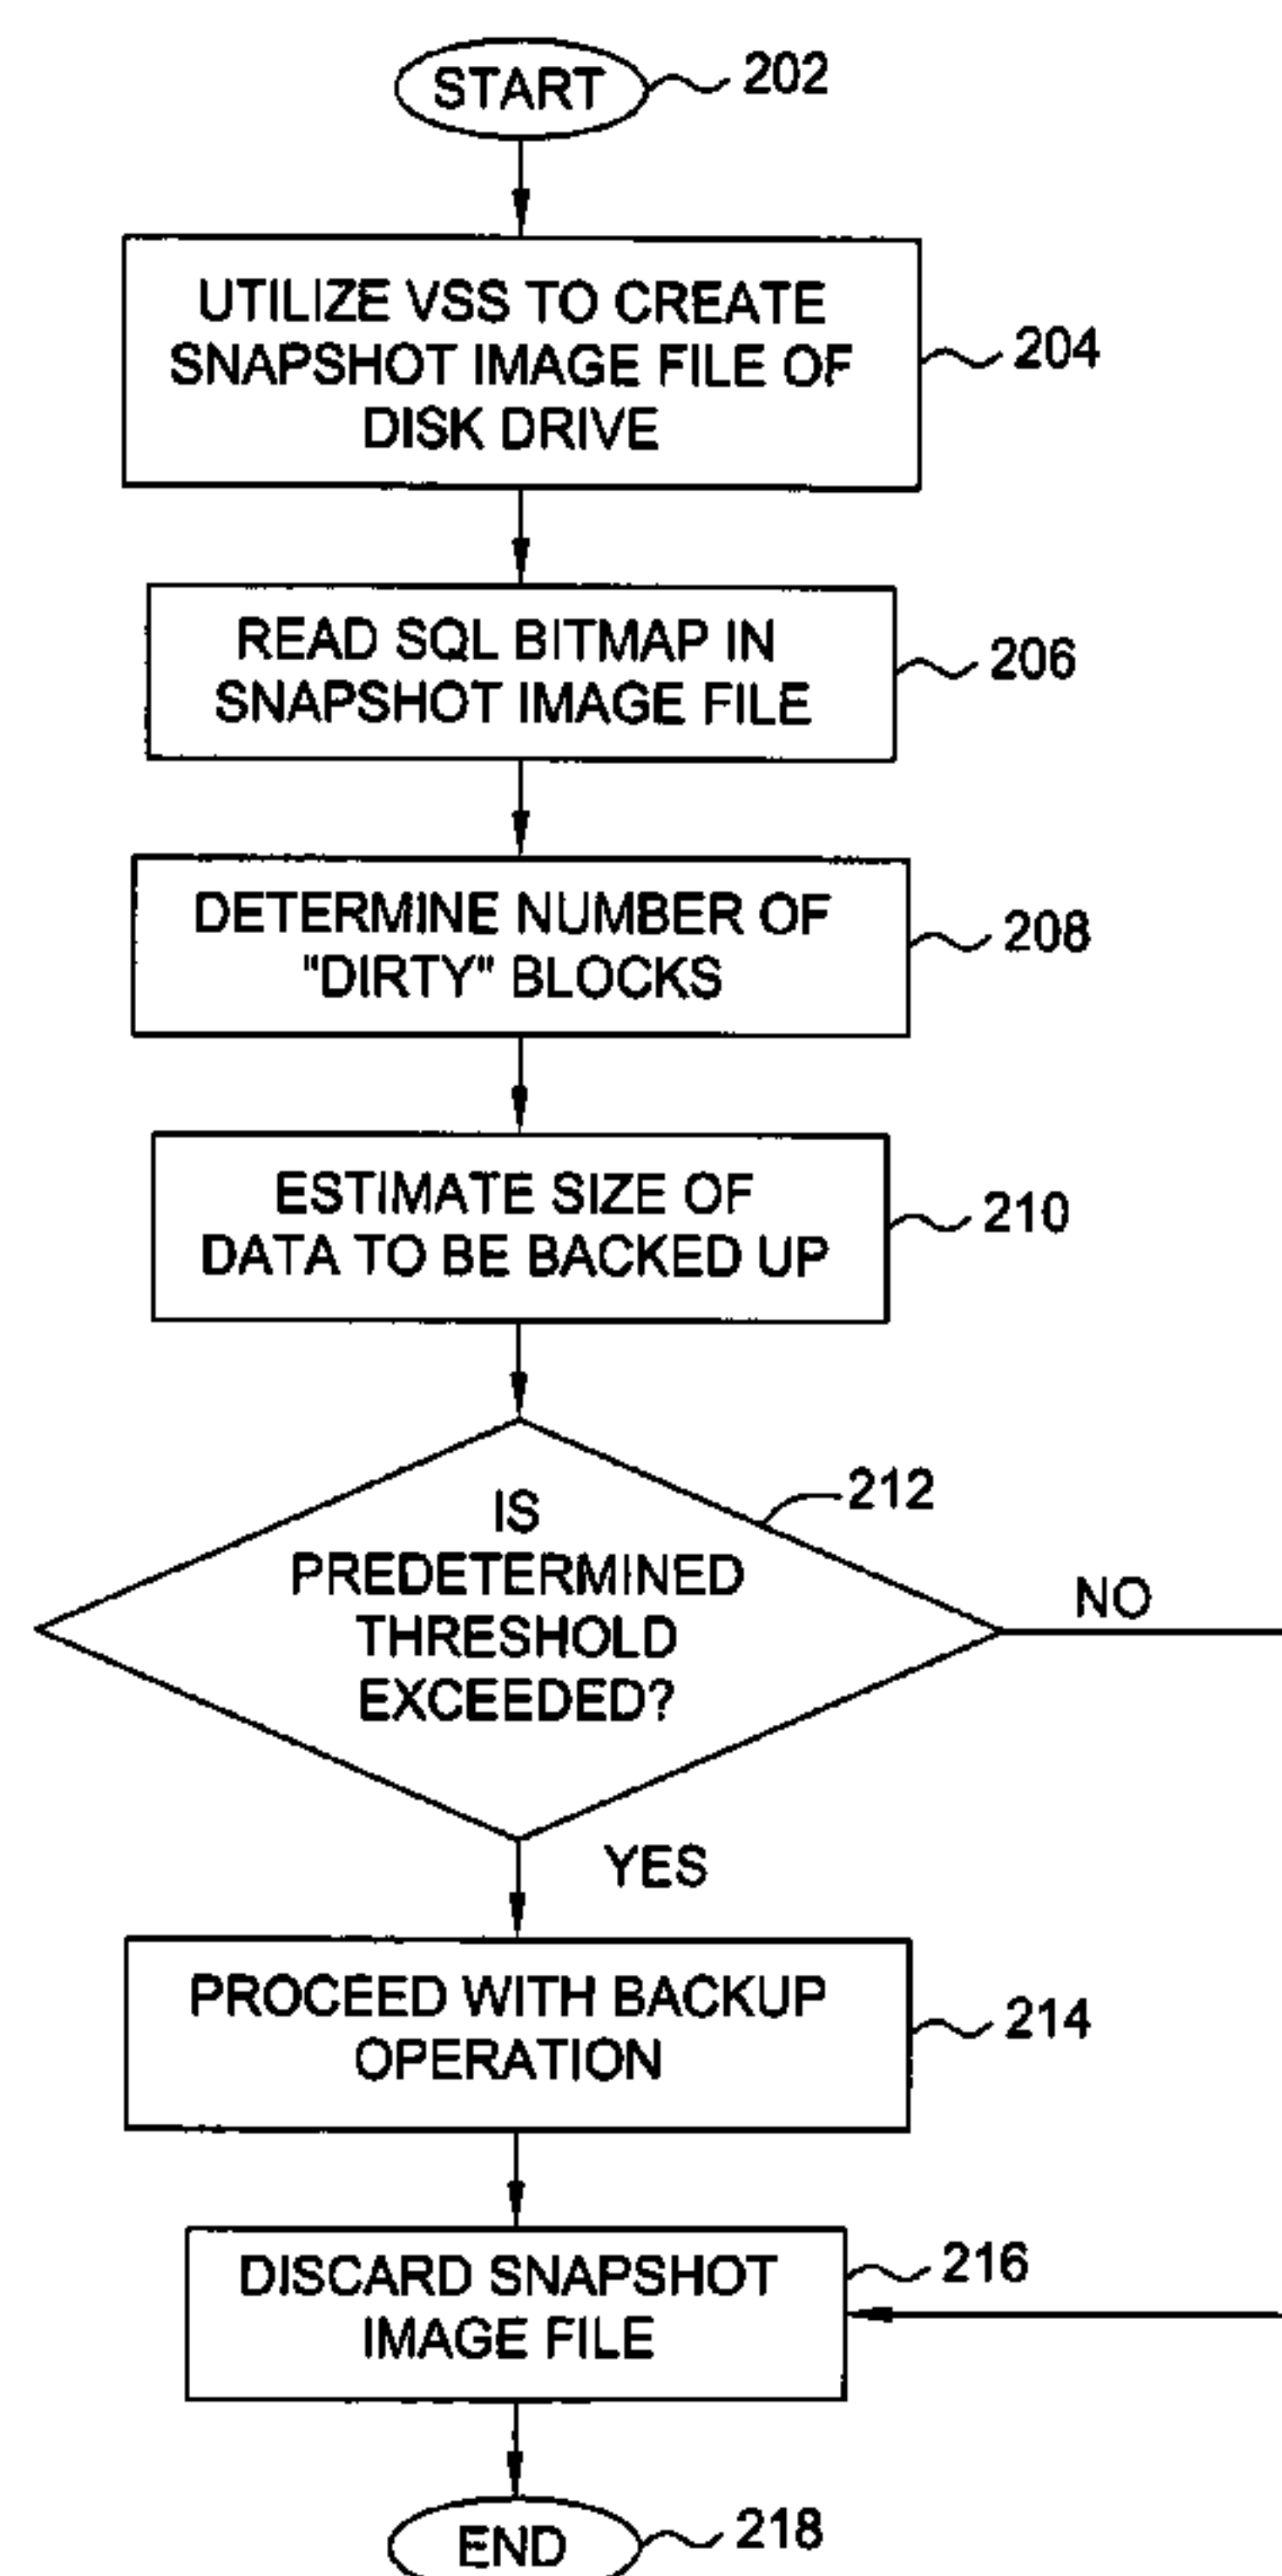 START
202
UTILIZE VSS TO CREATE
SNAPSHOT IMAGE FILE OF
DISK DRIVE
204
READ SQL BITMAP IN
SNAPSHOT IMAGE FILE
206
DETERMINE NUMBER OF
"DIRTY" BLOCKS
208
ESTIMATE SIZE OF
DATA TO BE BACKED UP
210
IS
PREDETERMINED
THRESHOLD
EXCEEDED?
212
NO
YES
PROCEED WITH BACKUP
OPERATION
214
DISCARD SNAPSHOT
IMAGE FILE
216
END
218